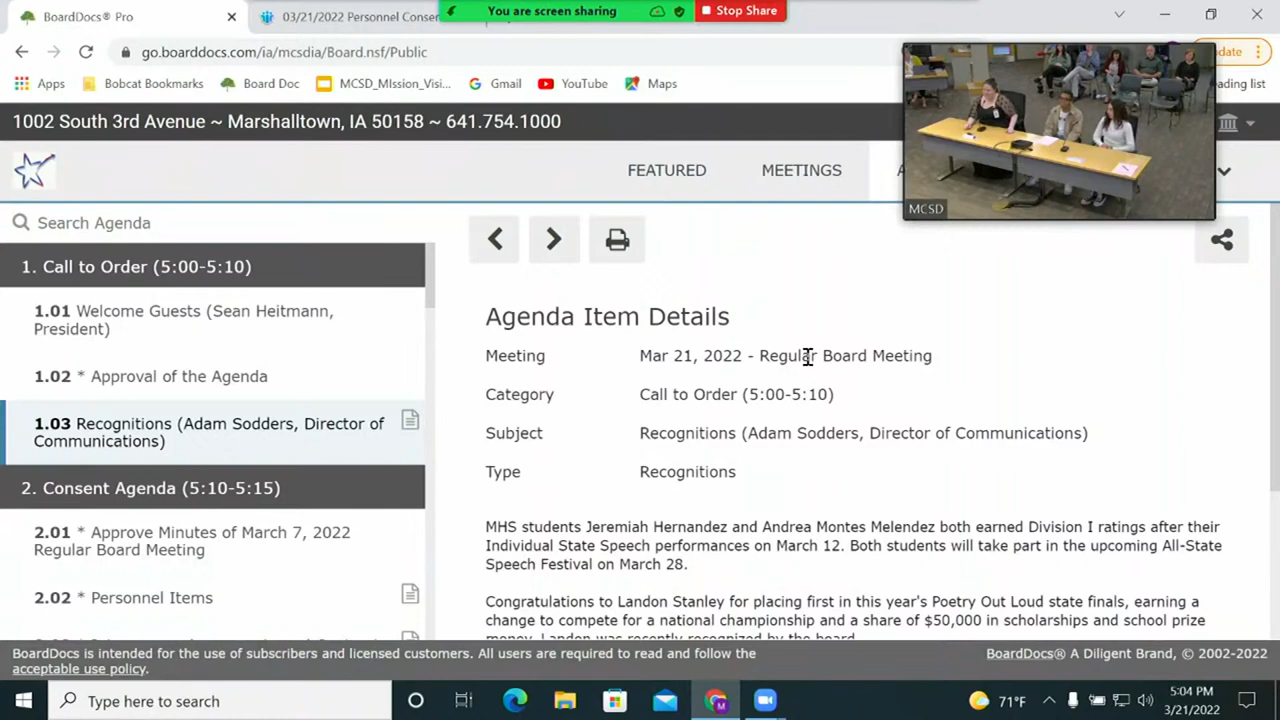 BoardDocs® Pro
03/21/2022 Personnel Conser
You are screen sharing
Stop Share
go.boarddocs.com/ia/mcsdia/Board.nsf/Public
Apps
Bobcat Bookmarks
Board Doc
MCSD_MIssion_Visi...
Gmail
YouTube
Maps
1002 South 3rd Avenue ~ Marshalltown, IA 50158 ~ 641.754.1000
FEATURED
MEETINGS
MCSD
Search Agenda
1. Call to Order (5:00-5:10)
1.01 Welcome Guests (Sean Heitmann,
President)
1.02 * Approval of the Agenda
1.03 Recognitions (Adam Sodders, Director of
Communications)
2. Consent Agenda (5:10-5:15)
2.01 * Approve Minutes of March 7, 2022
Regular Board Meeting
2.02 * Personnel Items
Agenda Item Details
Meeting Mar 21, 2022 - Regular Board Meeting
Category Call to Order (5:00-5:10)
Subject Recognitions (Adam Sodders, Director of Communications)
Type Recognitions
MHS students Jeremiah Hernandez and Andrea Montes Melendez both earned Division I ratings after their
Individual State Speech performances on March 12. Both students will take part in the upcoming All-State
Speech Festival on March 28.
Congratulations to Landon Stanley for placing first in this year's Poetry Out Loud state finals, earning a
change to compete for a national championship and a share of $50,000 in scholarships and school prize
money. Landon was recently recognized by the board.
BoardDocs is intended for the use of subscribers and licensed customers. All users are required to read and follow the
acceptable use policy.
BoardDocs® A Diligent Brand, © 2002-2022
Type here to search
71°F
5:04 PM
3/21/2022